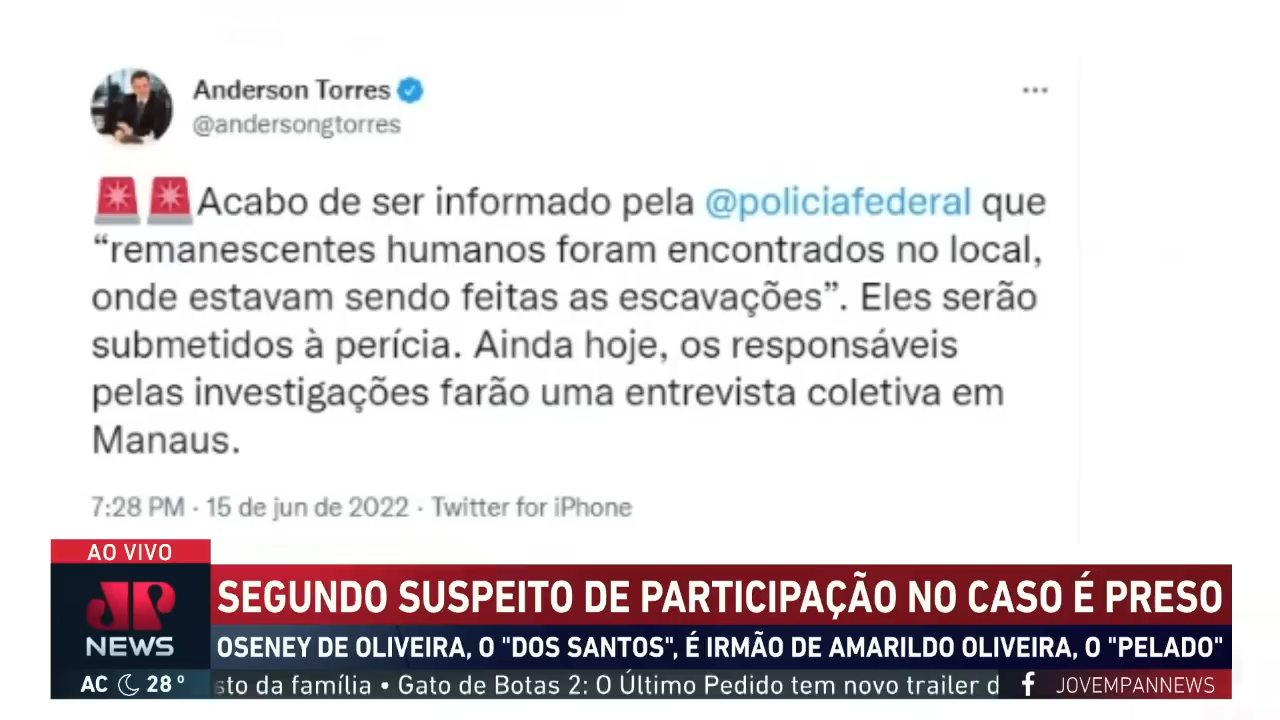 Anderson Torres
@andersongtorres
Acabo de ser informado pela @policiafederal que
“remanescentes humanos foram encontrados no local,
onde estavam sendo feitas as escavações”. Eles serão
submetidos à perícia. Ainda hoje, os responsáveis
pelas investigações farão uma entrevista coletiva em
Manaus.
7:28 PM · 15 de jun de 2022 · Twitter for iPhone
AO VIVO
JP
NEWS
SEGUNDO SUSPEITO DE PARTICIPAÇÃO NO CASO É PRESO
OSENEY DE OLIVEIRA, O "DOS SANTOS", É IRMÃO DE AMARILDO OLIVEIRA, O "PELADO"
AC 28°
sto da família • Gato de Botas 2: O Último Pedido tem novo trailer d
f JOVEMPANNEWS